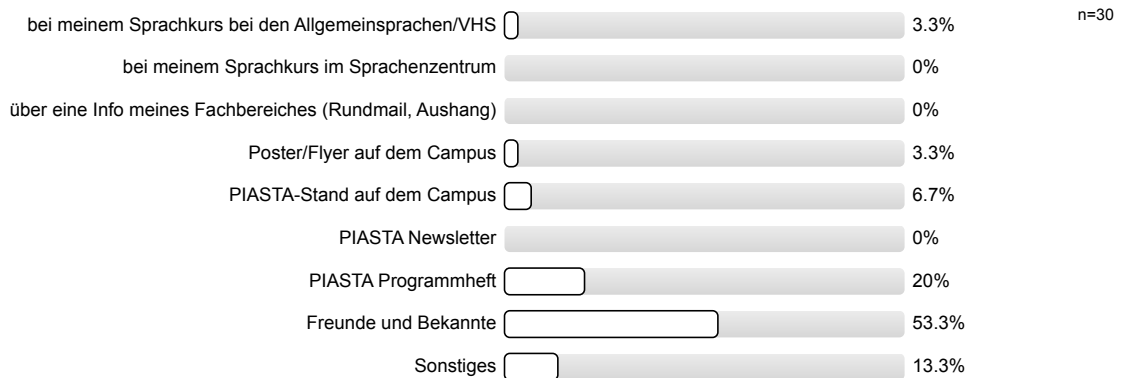 bei meinem Sprachkurs bei den Allgemeinsprachen/VHS 3.3% n=30
bei meinem Sprachkurs im Sprachenzentrum 0%
über eine Info meines Fachbereiches (Rundmail, Aushang) 0%
Poster/Flyer auf dem Campus 3.3%
PIASTA-Stand auf dem Campus 6.7%
PIASTA Newsletter 0%
PIASTA Programmheft 20%
Freunde und Bekannte 53.3%
Sonstiges 13.3%